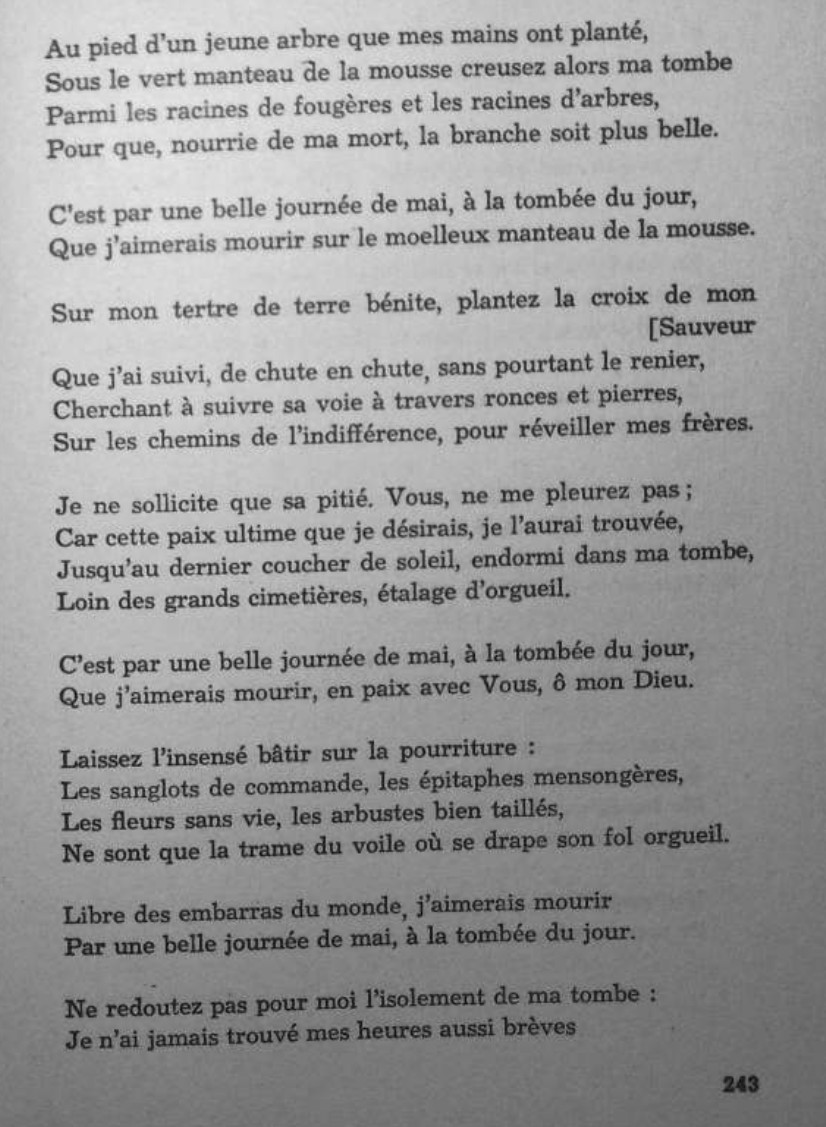 Au pied d'un jeune arbre que mes mains ont planté,
Sous le vert manteau de la mousse creusez alors ma tombe
Parmi les racines de fougères et les racines d'arbres,
Pour que, nourrie de ma mort, la branche soit plus belle.
C'est par une belle journée de mai, à la tombée du jour,
Que j'aimerais mourir sur le moelleux manteau de la mousse.
Sur mon tertre de terre bénite, plantez la croix de mon
[Sauveur
Que j'ai suivi, de chute en chute, sans pourtant le renier,
Cherchant à suivre sa voie à travers ronces et pierres,
Sur les chemins de l'indifférence, pour réveiller mes frères.
Je ne sollicite que sa pitié. Vous, ne me pleurez pas ;
Car cette paix ultime que je désirais, je l'aurai trouvée,
Jusqu'au dernier coucher de soleil, endormi dans ma tombe,
Loin des grands cimetières, étalage d'orgueil.
C'est par une belle journée de mai, à la tombée du jour,
Que j'aimerais mourir, en paix avec Vous, ô mon Dieu.
Laissez l'insensé bâtir sur la pourriture :
Les sanglots de commande, les épitaphes mensongères,
Les fleurs sans vie, les arbustes bien taillés,
Ne sont que la trame du voile où se drape son fol orgueil.
Libre des embarras du monde, j'aimerais mourir
Par une belle journée de mai, à la tombée du jour.
Ne redoutez pas pour moi l'isolement de ma tombe :
Je n'ai jamais trouvé mes heures aussi brèves
243